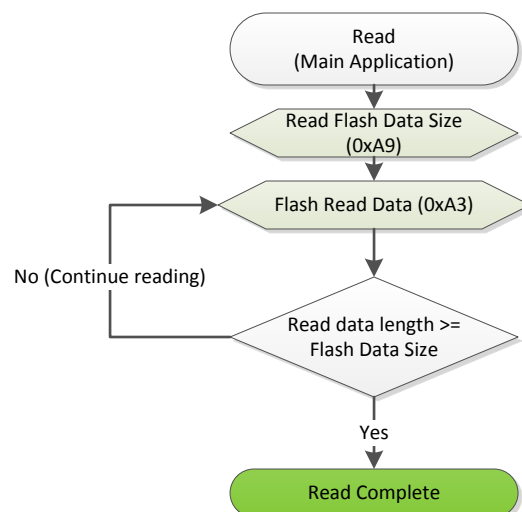 Read
(Main Application)
Read Flash Data Size
(0xA9)
Flash Read Data (0xA3)
No (Continue reading)
Read data length >=
Flash Data Size
Yes
Read Complete